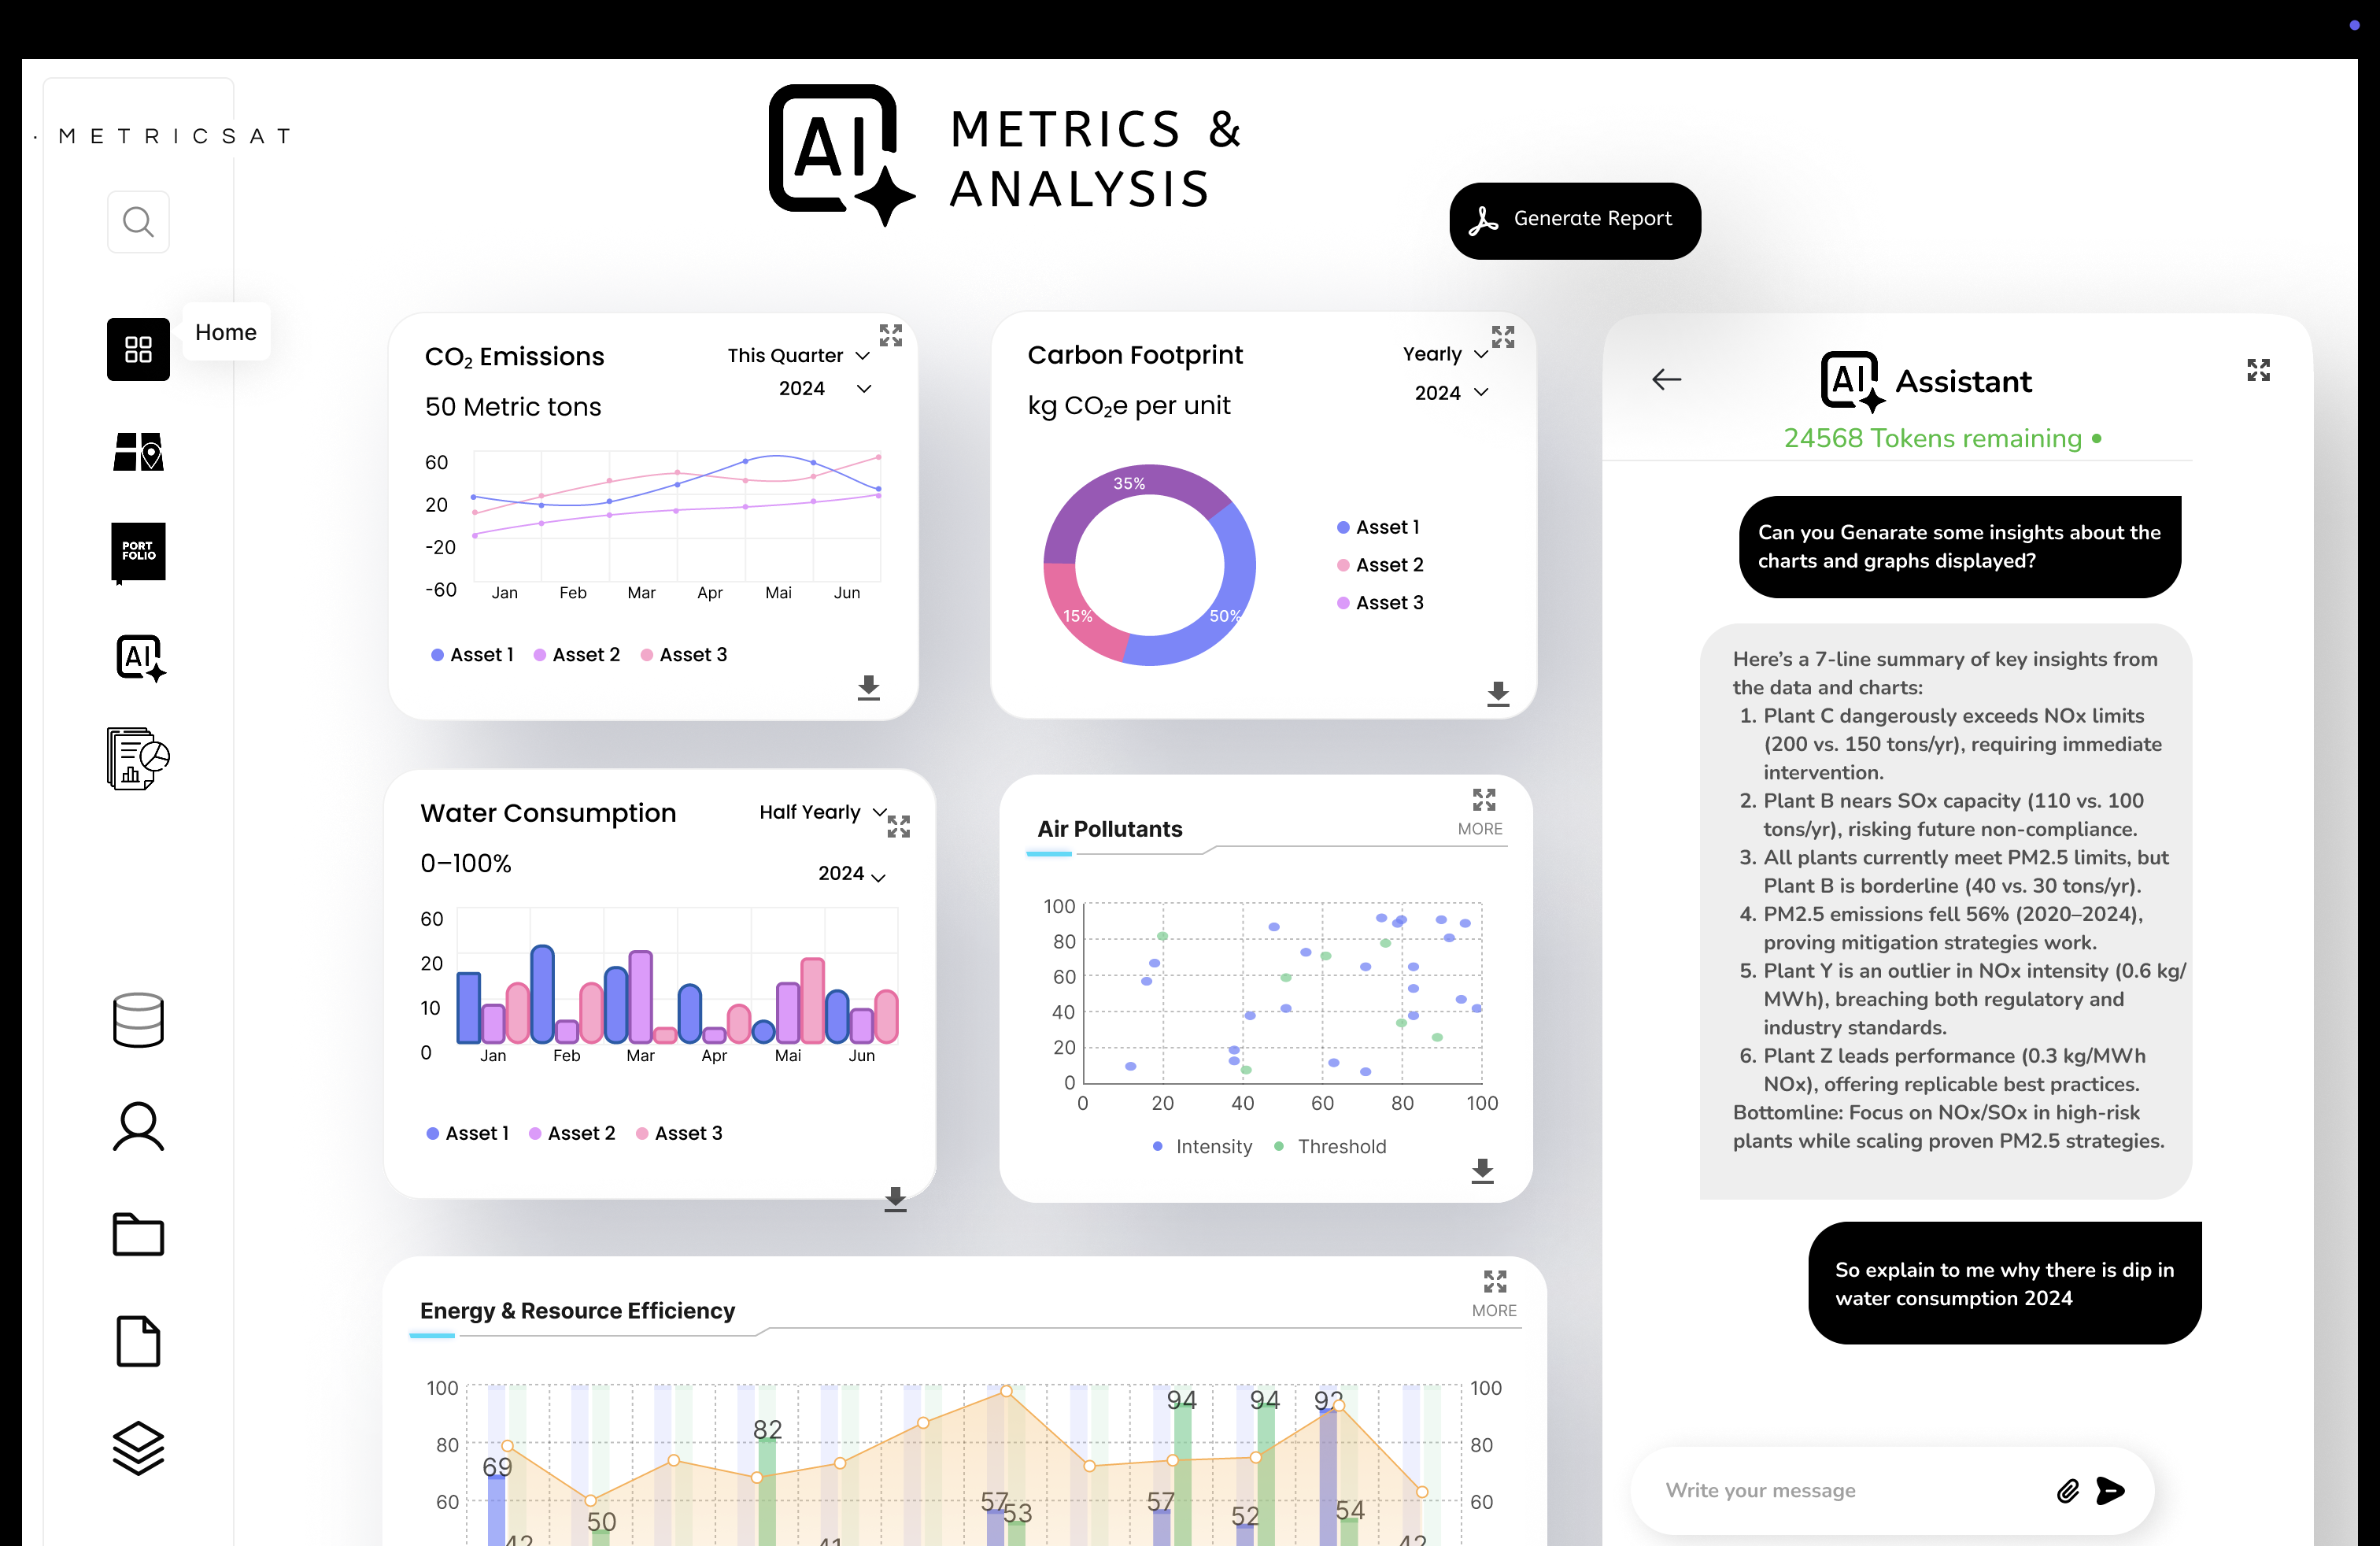 · METRICSAT
AI
METRICS &
ANALYSIS
Generate Report
Home
PORT
FOLIO
AI
CO₂ Emissions
This Quarter
2024
50 Metric tons
60
20
-20
-60
Jan Feb Mar Apr Mai Jun
Asset 1 Asset 2 Asset 3
Carbon Footprint
Yearly
kg CO₂e per unit
2024
35%
15%
50%
Asset 1
Asset 2
Asset 3
Water Consumption
Half Yearly
0–100%
2024
60
20
10
0
Jan Feb Mar Apr Mai Jun
Asset 1 Asset 2 Asset 3
Air Pollutants
MORE
100
80
60
40
20
0
0 20 40 60 80 100
Intensity Threshold
Energy & Resource Efficiency
MORE
100 100
80 80
60 60
69
42
50
82
41
57
53
57
94
52
94
93
54
42
AI Assistant
24568 Tokens remaining
Can you Genarate some insights about the
charts and graphs displayed?
Here’s a 7-line summary of key insights from
the data and charts:
1. Plant C dangerously exceeds NOx limits
(200 vs. 150 tons/yr), requiring immediate
intervention.
2. Plant B nears SOx capacity (110 vs. 100
tons/yr), risking future non-compliance.
3. All plants currently meet PM2.5 limits, but
Plant B is borderline (40 vs. 30 tons/yr).
4. PM2.5 emissions fell 56% (2020–2024),
proving mitigation strategies work.
5. Plant Y is an outlier in NOx intensity (0.6 kg/
MWh), breaching both regulatory and
industry standards.
6. Plant Z leads performance (0.3 kg/MWh
NOx), offering replicable best practices.
Bottomline: Focus on NOx/SOx in high-risk
plants while scaling proven PM2.5 strategies.
So explain to me why there is dip in
water consumption 2024
Write your message